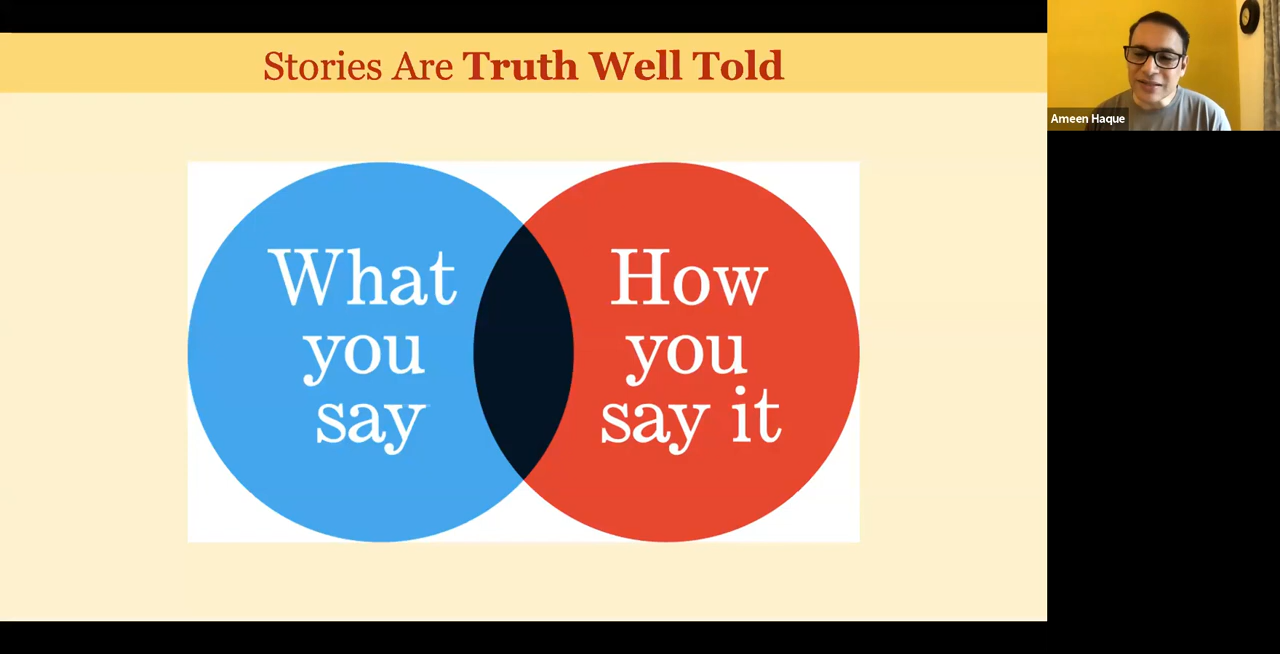 Stories Are Truth Well Told
Ameen Haque
What
you
say
How
you
say it